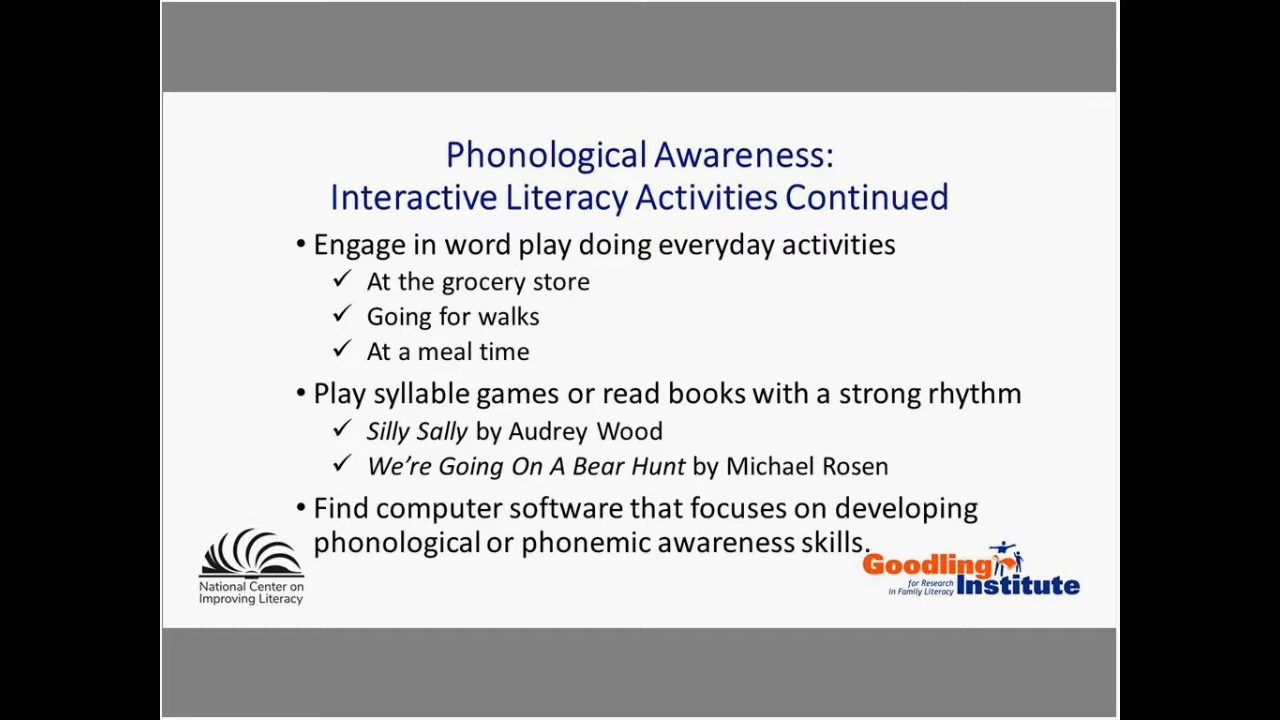 Phonological Awareness:
Interactive Literacy Activities Continued
• Engage in word play doing everyday activities
✓ At the grocery store
✓ Going for walks
✓ At a meal time
• Play syllable games or read books with a strong rhythm
✓ Silly Sally by Audrey Wood
✓ We’re Going On A Bear Hunt by Michael Rosen
• Find computer software that focuses on developing
phonological or phonemic awareness skills.
National Center on
Improving Literacy
Goodling
for Research
in Family Literacy
Institute